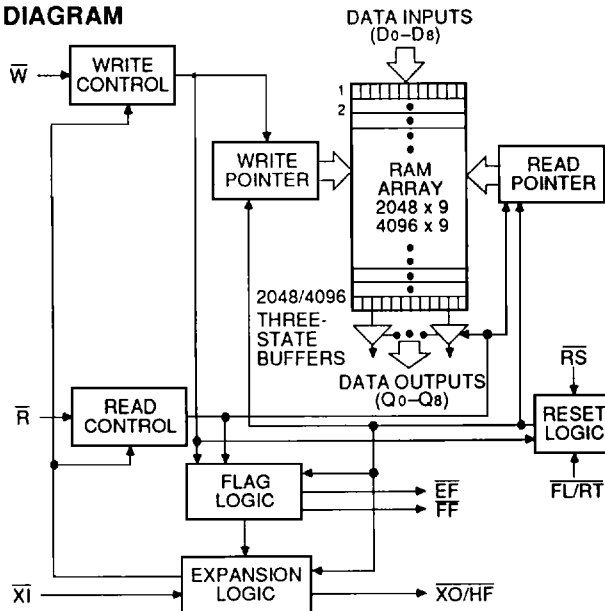 DIAGRAM
DATA INPUTS
(D0–D8)
W
WRITE
CONTROL
1
2
WRITE
POINTER
RAM
ARRAY
2048 x 9
4096 x 9
READ
POINTER
2048/4096
THREE-
STATE
BUFFERS
DATA OUTPUTS
(Q0–Q8)
RS
R
READ
CONTROL
RESET
LOGIC
FLAG
LOGIC
EF
FF
FL/RT
XI
EXPANSION
LOGIC
XO/HF